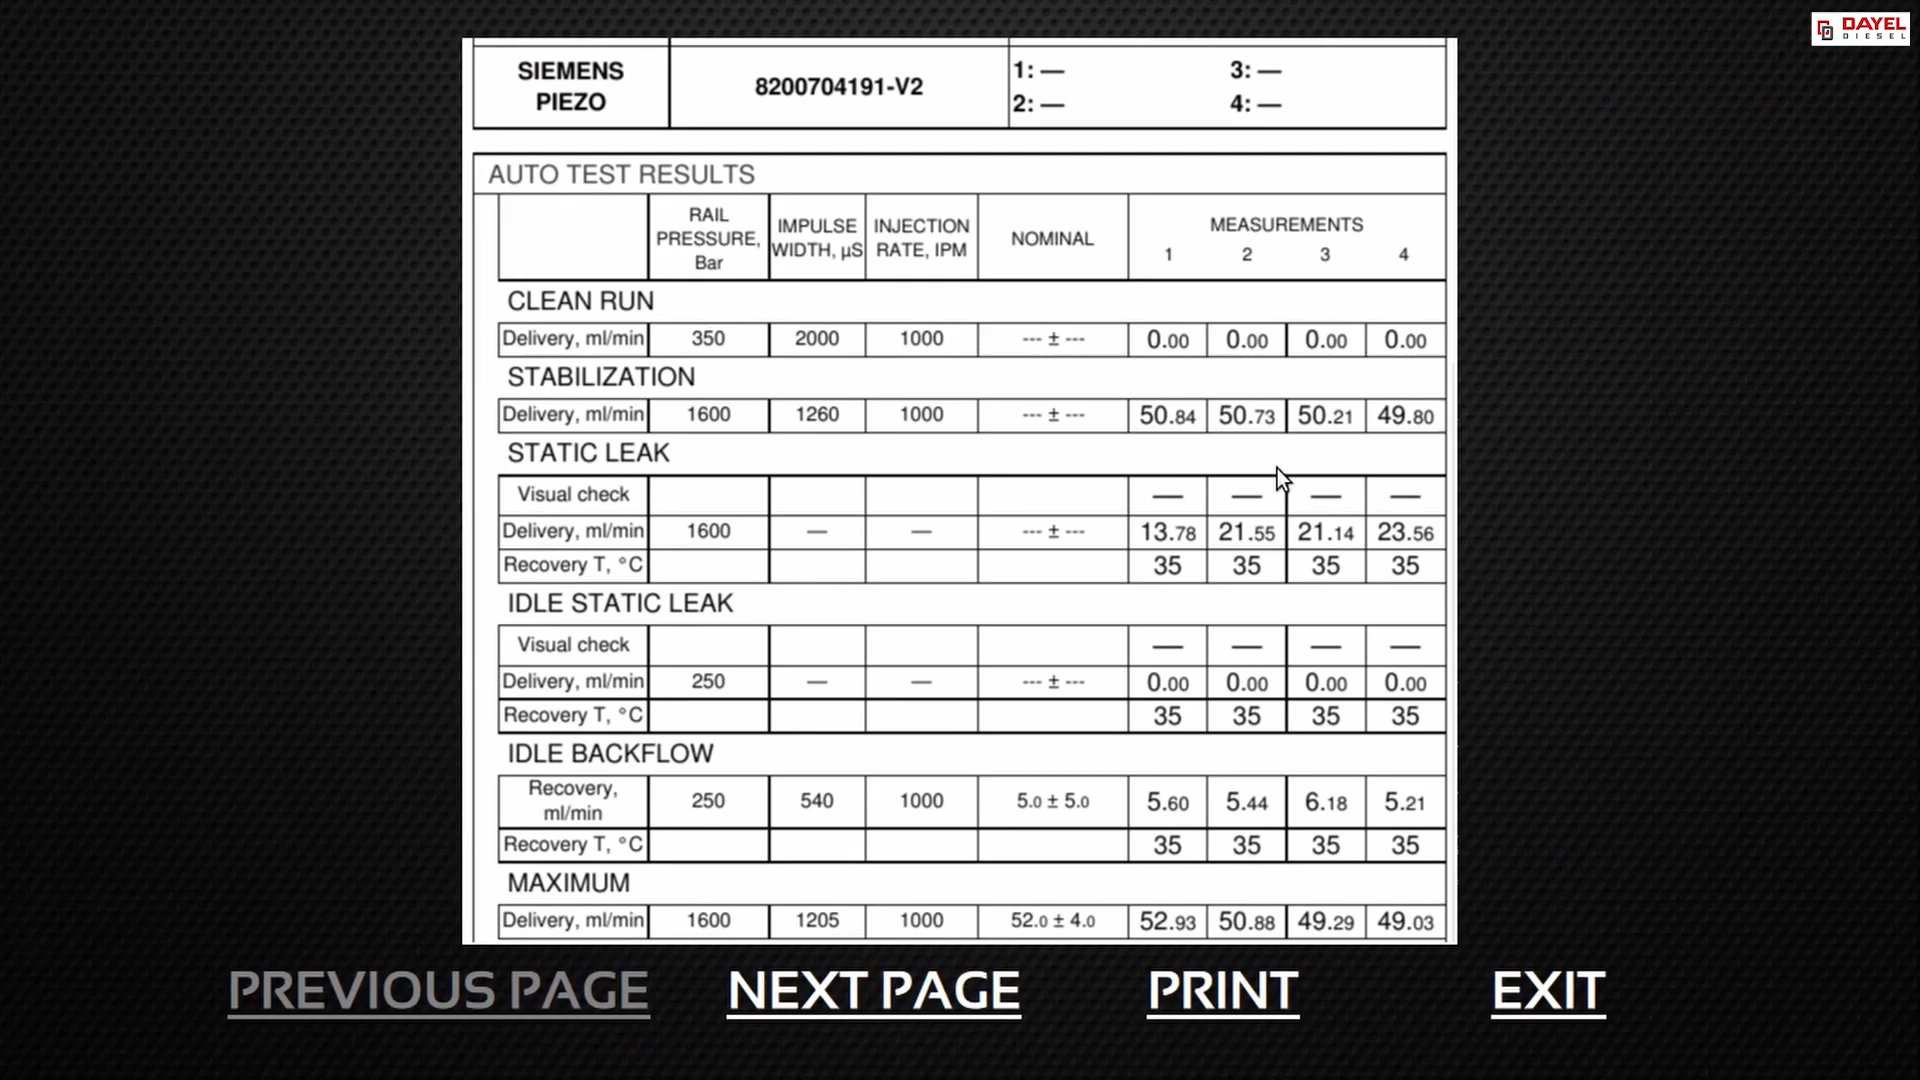 DAYEL
DIESEL
SIEMENS PIEZO 8200704191-V2 1: — 3: —
2: — 4: —
AUTO TEST RESULTS
RAIL PRESSURE, Bar IMPULSE WIDTH, µS INJECTION RATE, IPM NOMINAL MEASUREMENTS
1 2 3 4
CLEAN RUN
Delivery, ml/min 350 2000 1000 --- ± --- 0.00 0.00 0.00 0.00
STABILIZATION
Delivery, ml/min 1600 1260 1000 --- ± --- 50.84 50.73 50.21 49.80
STATIC LEAK
Visual check — — — —
Delivery, ml/min 1600 — — --- ± --- 13.78 21.55 21.14 23.56
Recovery T, °C 35 35 35 35
IDLE STATIC LEAK
Visual check — — — —
Delivery, ml/min 250 — — --- ± --- 0.00 0.00 0.00 0.00
Recovery T, °C 35 35 35 35
IDLE BACKFLOW
Recovery, ml/min 250 540 1000 5.0 ± 5.0 5.60 5.44 6.18 5.21
Recovery T, °C 35 35 35 35
MAXIMUM
Delivery, ml/min 1600 1205 1000 52.0 ± 4.0 52.93 50.88 49.29 49.03
PREVIOUS PAGE NEXT PAGE PRINT EXIT